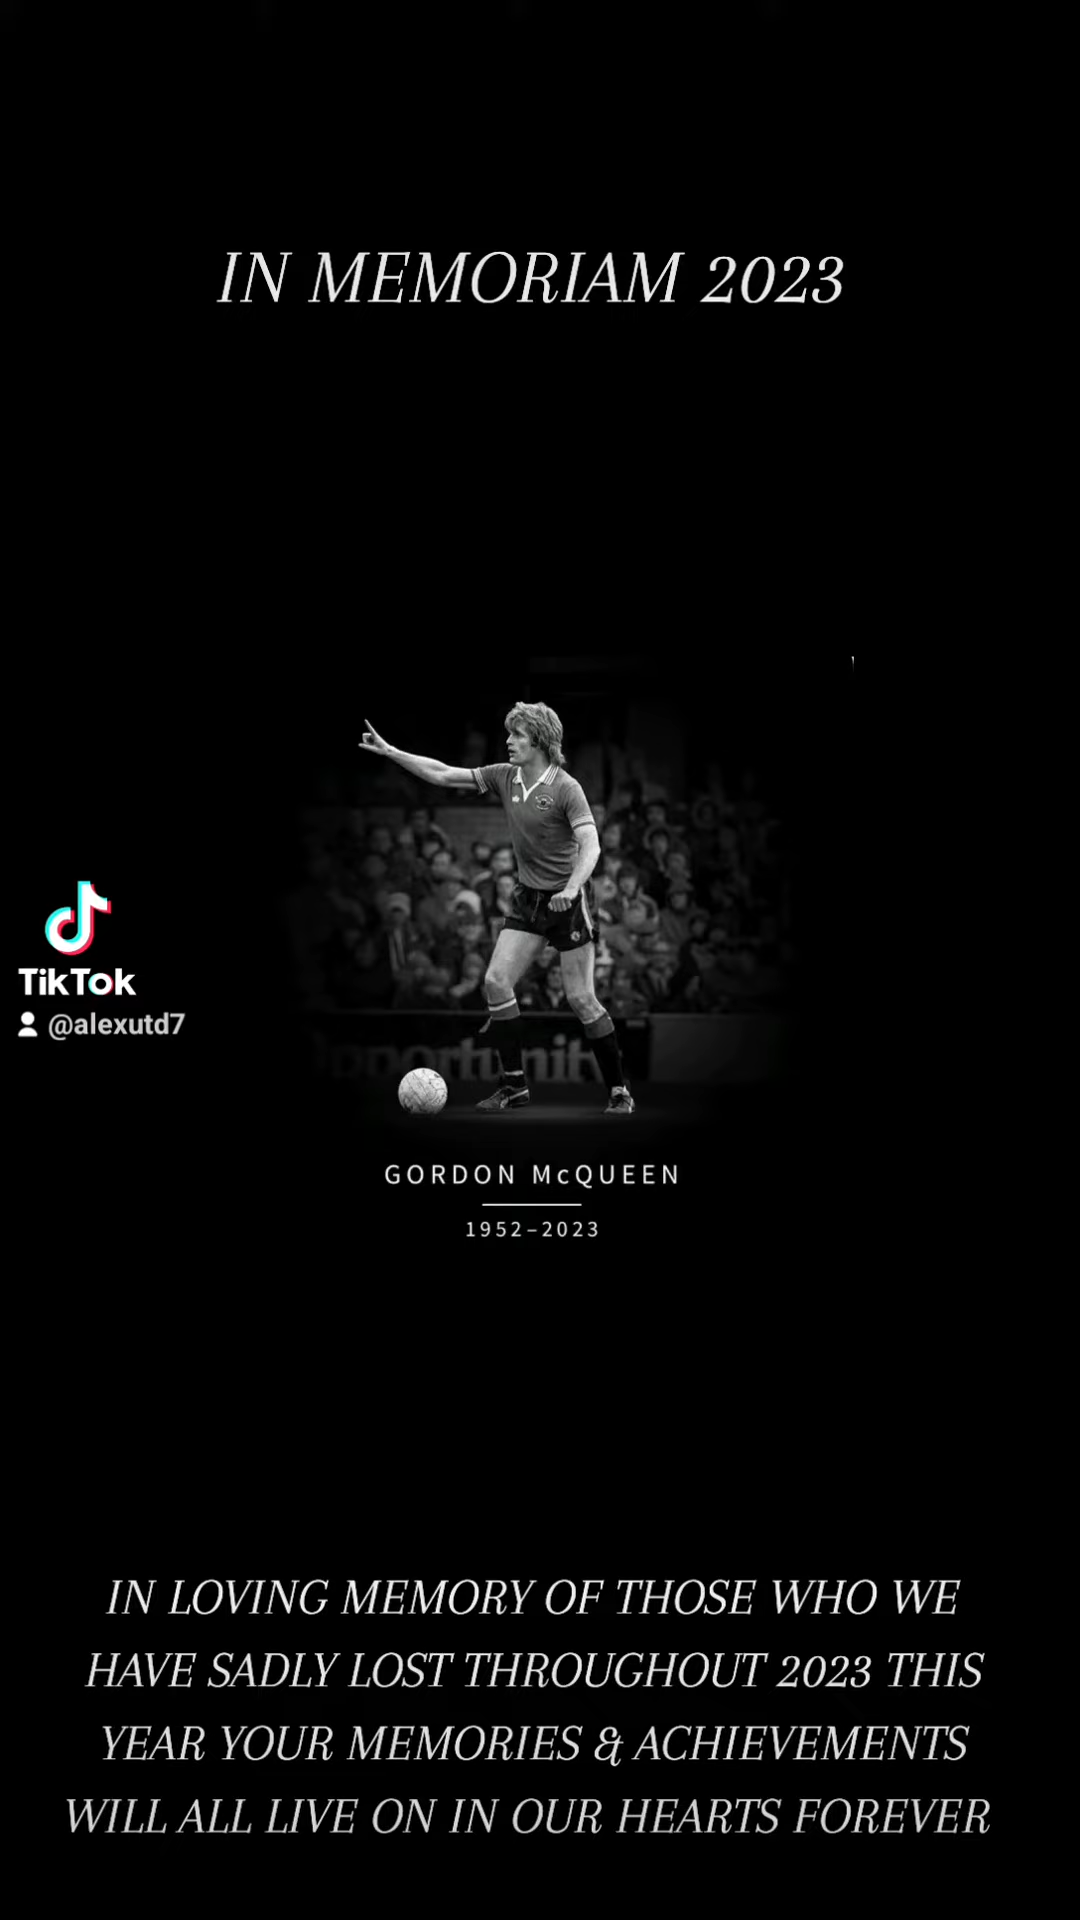 IN MEMORIAM 2023
TikTok
@alexutd7
pportunity
GORDON McQUEEN
1952–2023
IN LOVING MEMORY OF THOSE WHO WE
HAVE SADLY LOST THROUGHOUT 2023 THIS
YEAR YOUR MEMORIES & ACHIEVEMENTS
WILL ALL LIVE ON IN OUR HEARTS FOREVER